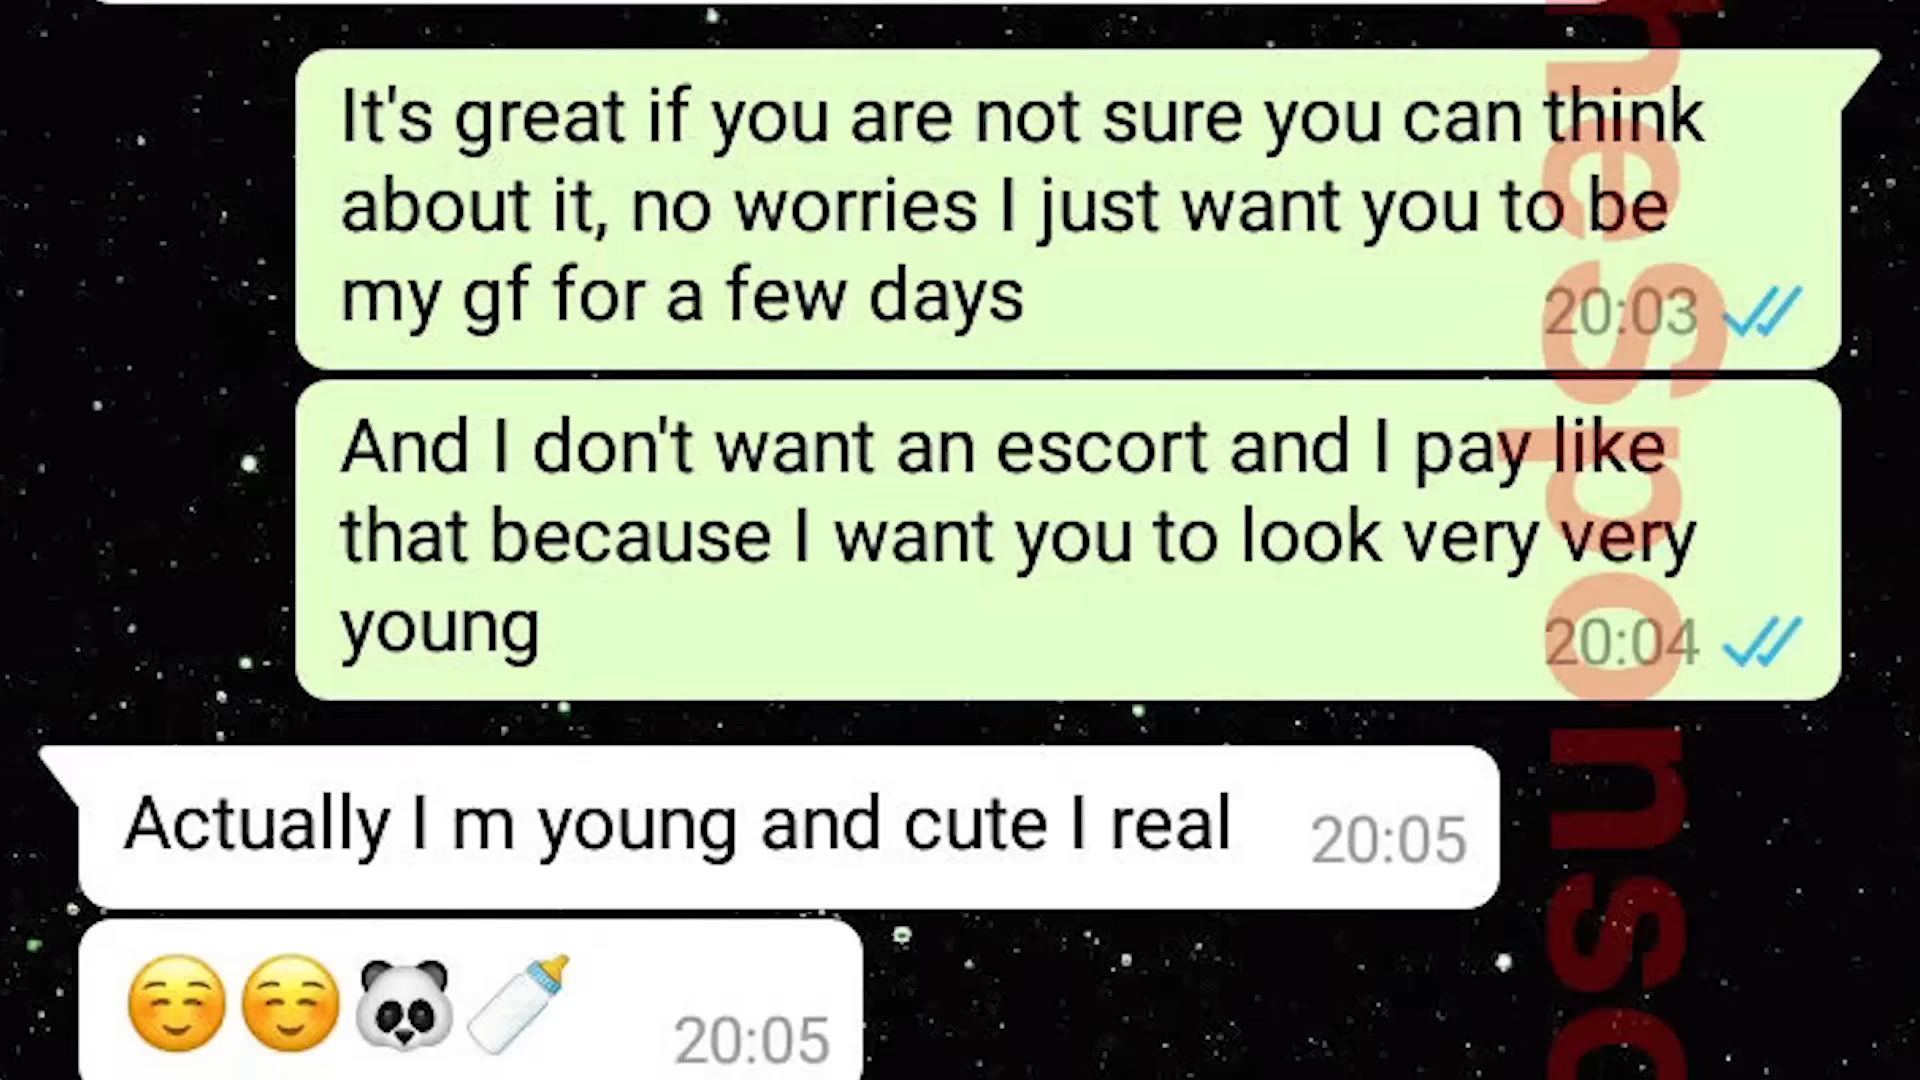 It's great if you are not sure you can think
about it, no worries I just want you to be
my gf for a few days
20:03
And I don't want an escort and I pay like
that because I want you to look very very
young
20:04
Actually I m young and cute I real
20:05
20:05